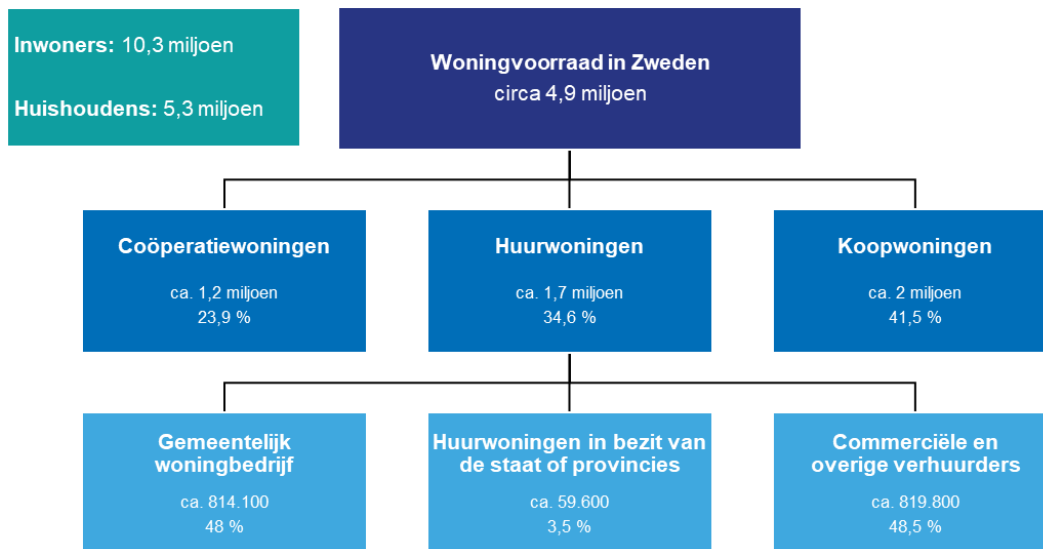 Inwoners: 10,3 miljoen
Huishoudens: 5,3 miljoen
Woningvoorraad in Zweden
circa 4,9 miljoen
Coöperatiewoningen
ca. 1,2 miljoen
23,9 %
Huurwoningen
ca. 1,7 miljoen
34,6 %
Koopwoningen
ca. 2 miljoen
41,5 %
Gemeentelijk
woningbedrijf
ca. 814.100
48 %
Huurwoningen in bezit van
de staat of provincies
ca. 59.600
3,5 %
Commerciële en
overige verhuurders
ca. 819.800
48,5 %